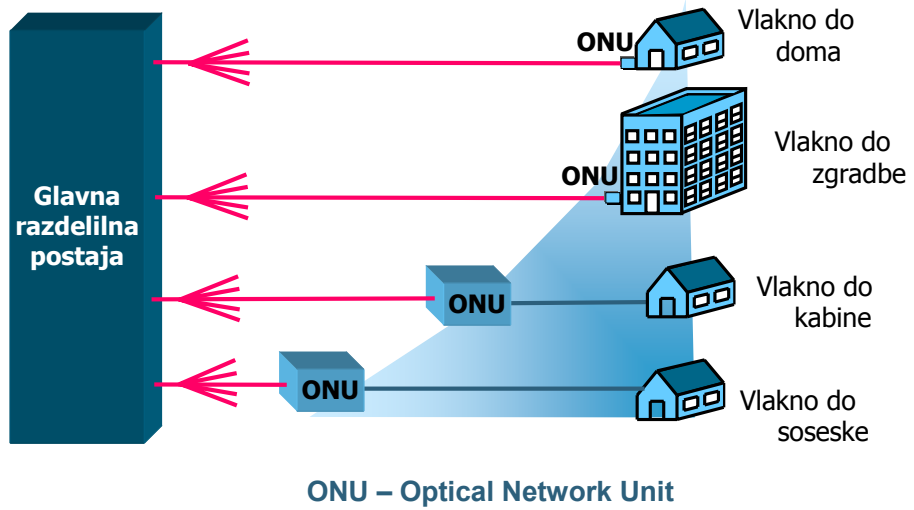 ONU
Vlakno do
doma
ONU
Vlakno do
zgradbe
Glavna
razdelilna
postaja
ONU
Vlakno do
kabine
ONU
Vlakno do
soseske
ONU – Optical Network Unit